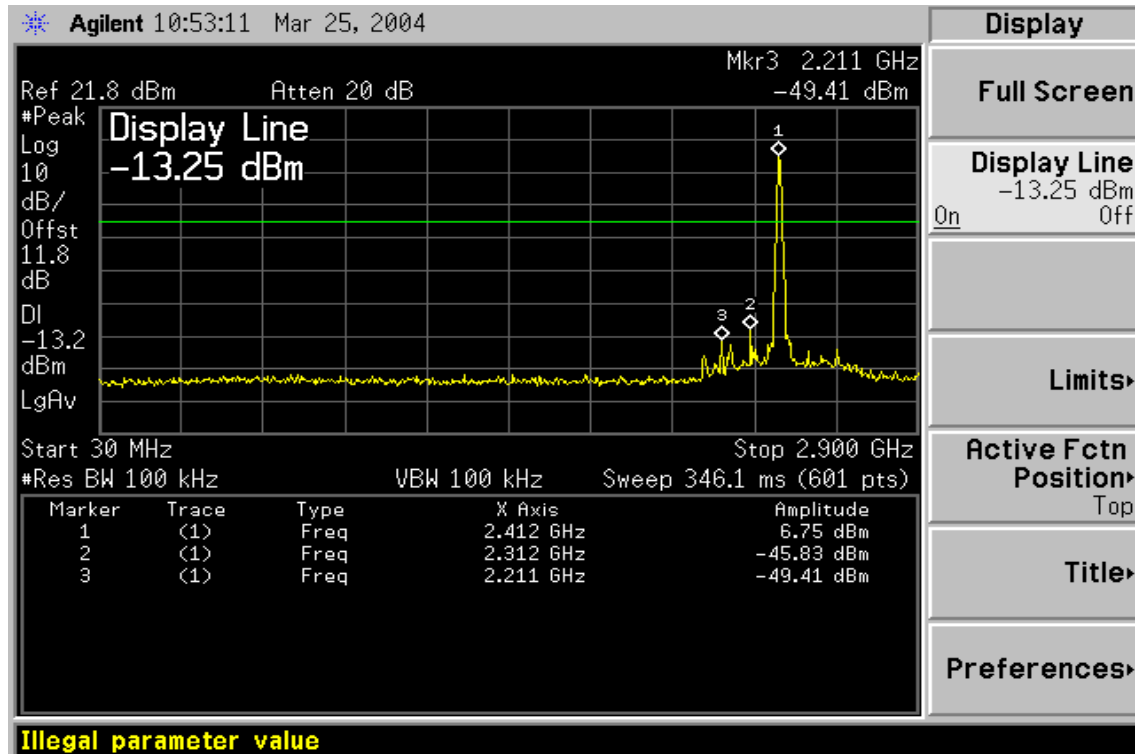 Agilent 10:53:11 Mar 25, 2004
Mkr3 2.211 GHz
Ref 21.8 dBm Atten 20 dB -49.41 dBm
#Peak
Log
10
dB/
Offst
11.8
dB
DI
-13.2
dBm
LgAv
Display Line
-13.25 dBm
1
2
3
Start 30 MHz Stop 2.900 GHz
#Res BW 100 kHz VBW 100 kHz Sweep 346.1 ms (601 pts)
Marker Trace Type X Axis Amplitude
1 (1) Freq 2.412 GHz 6.75 dBm
2 (1) Freq 2.312 GHz -45.83 dBm
3 (1) Freq 2.211 GHz -49.41 dBm
Illegal parameter value
Display
Full Screen
Display Line
-13.25 dBm
On Off
Limits
Active Fctn
Position
Top
Title
Preferences